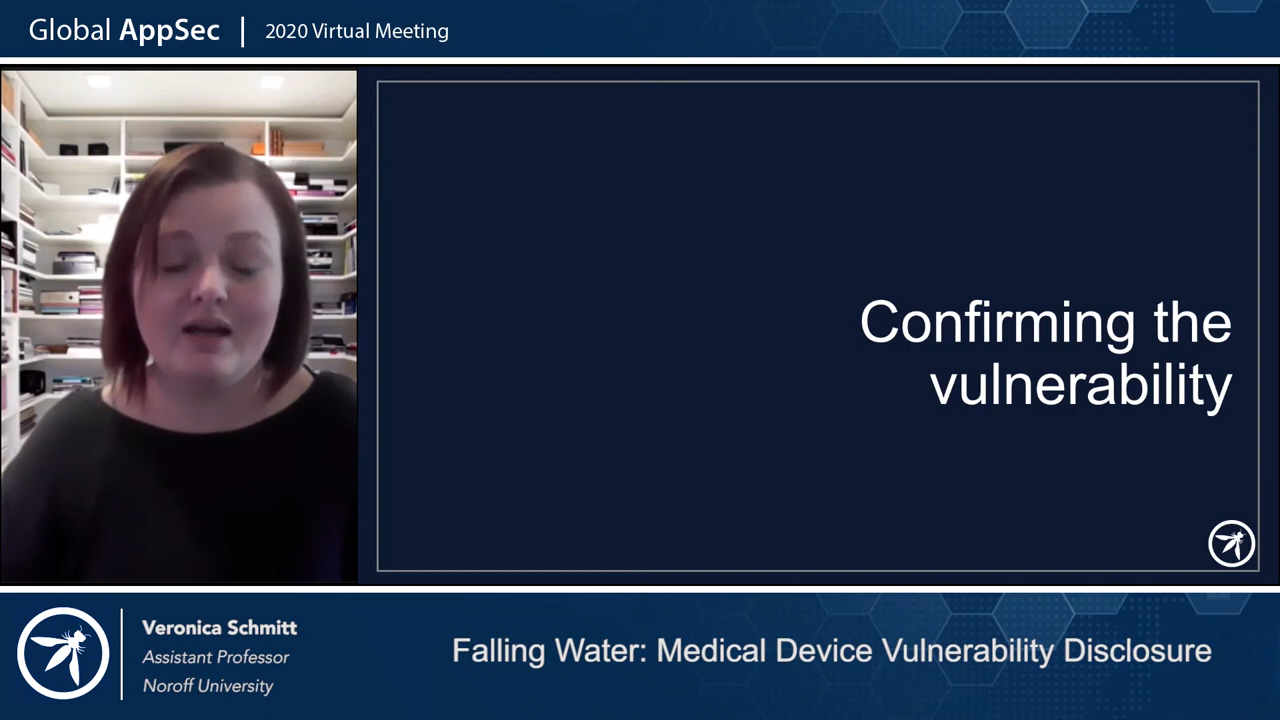 Global AppSec | 2020 Virtual Meeting
Confirming the
vulnerability
Veronica Schmitt
Assistant Professor
Noroff University
Falling Water: Medical Device Vulnerability Disclosure